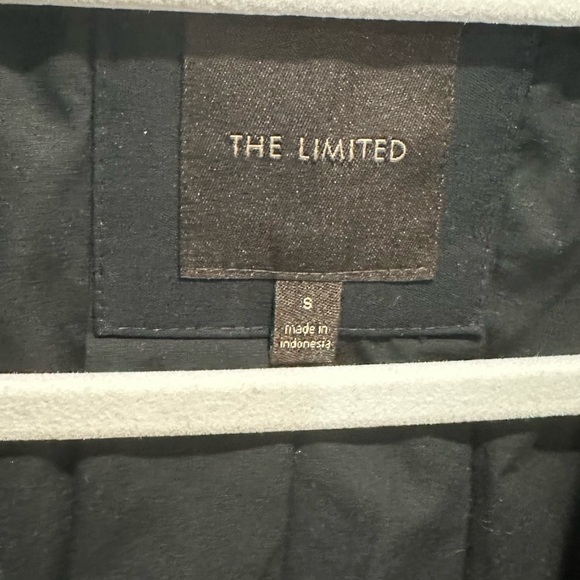 THE LIMITED
S
made in
indonesia